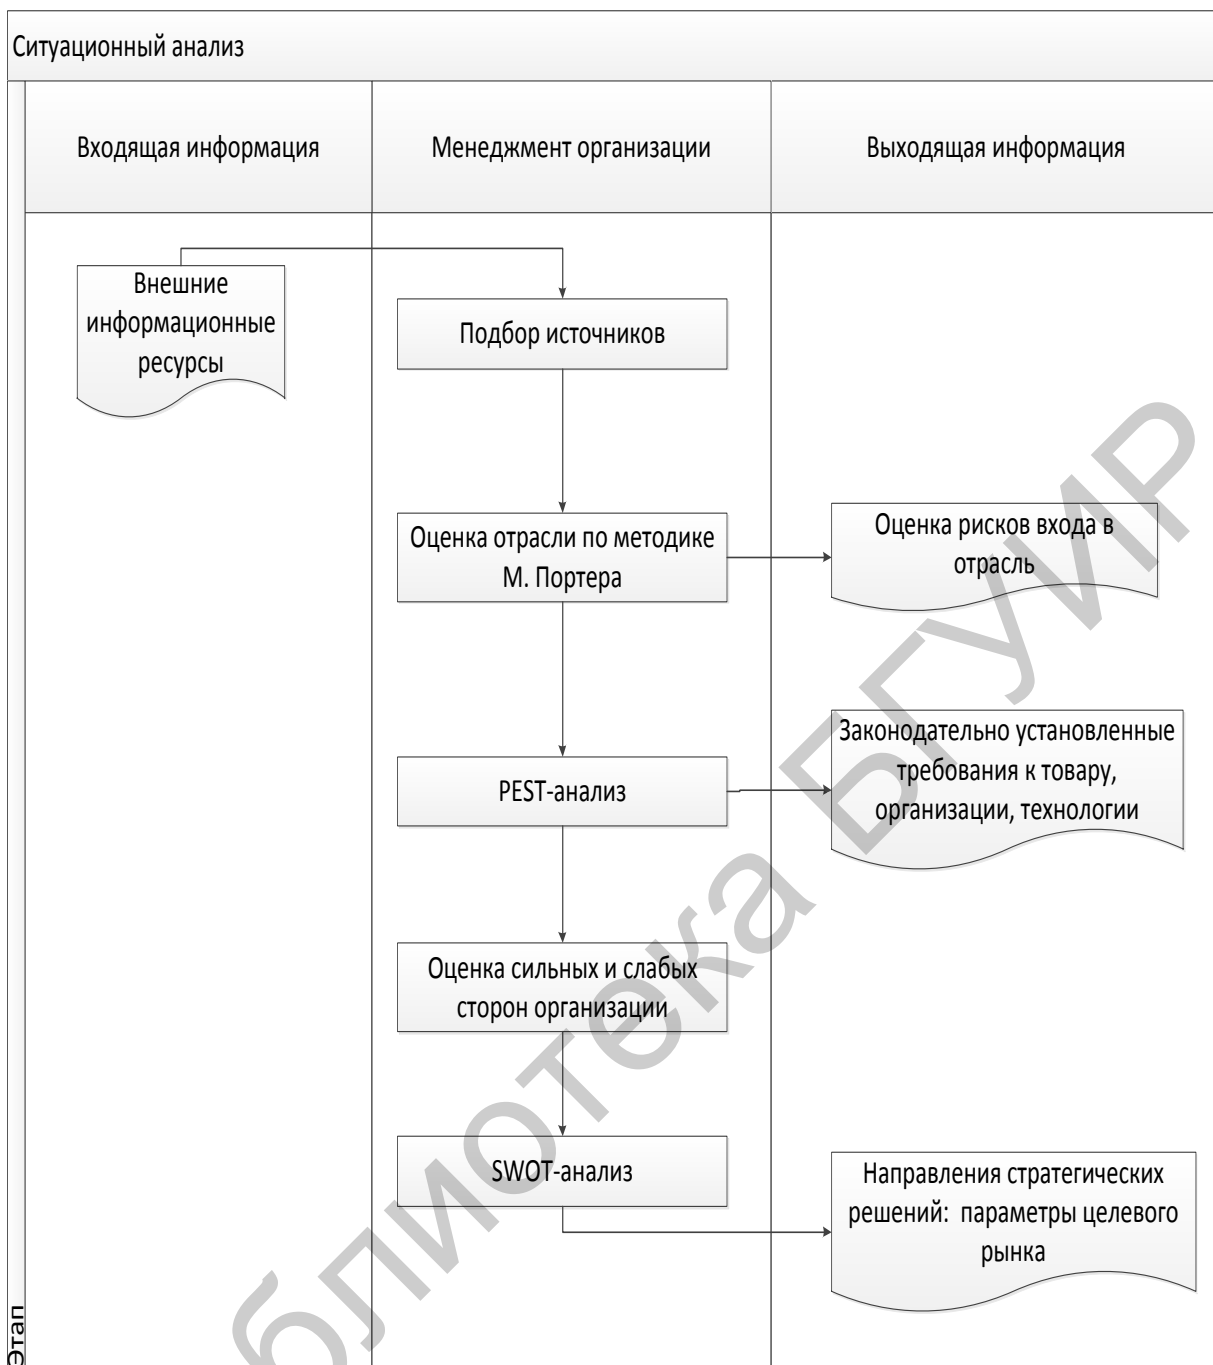 Ситуационный анализ
Входящая информация
Менеджмент организации
Выходящая информация
Внешние
информационные
ресурсы
Подбор источников
Оценка отрасли по методике
М. Портера
Оценка рисков входа в
отрасль
PEST-анализ
Законодательно установленные
требования к товару,
организации, технологии
Оценка сильных и слабых
сторон организации
SWOT-анализ
Направления стратегических
решений:  параметры целевого
рынка
Этап
блиотека БГУИР